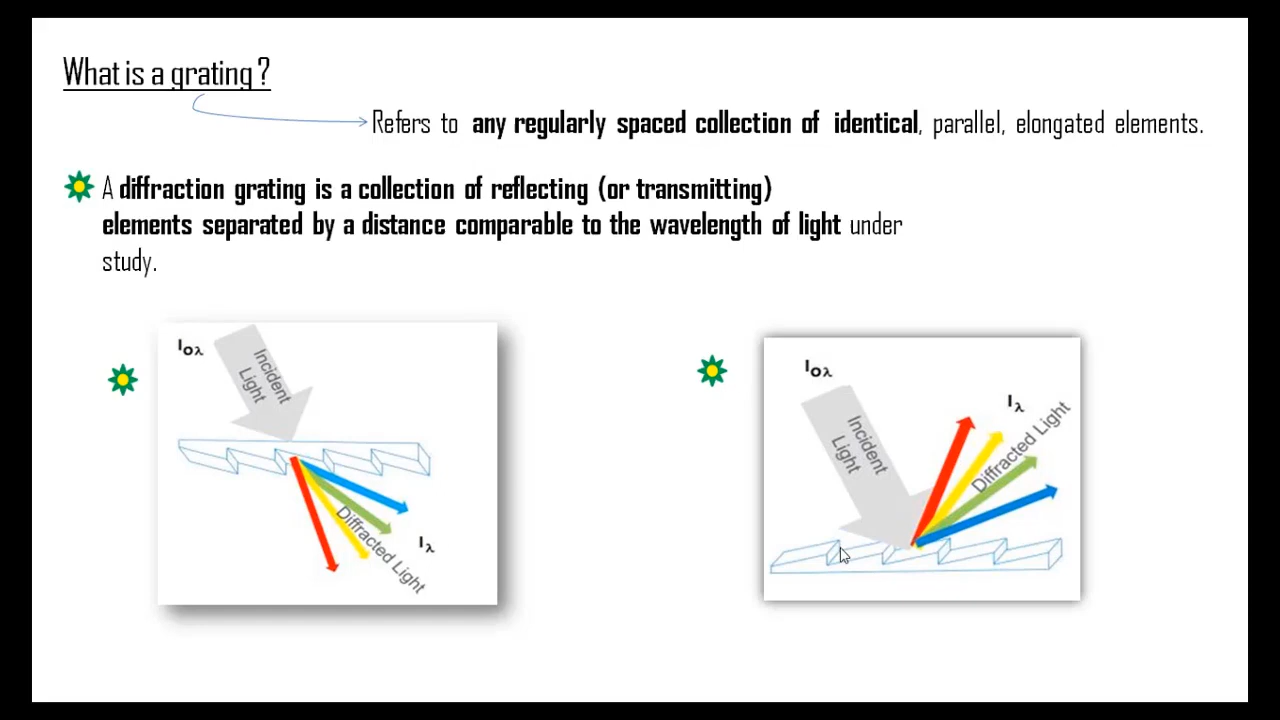 What is a grating ?
Refers to any regularly spaced collection of identical, parallel, elongated elements.
A diffraction grating is a collection of reflecting (or transmitting)
elements separated by a distance comparable to the wavelength of light under
study.
I₀λ
Incident
Light
Diffracted Light
Iλ
I₀λ
Incident
Light
Iλ
Diffracted Light